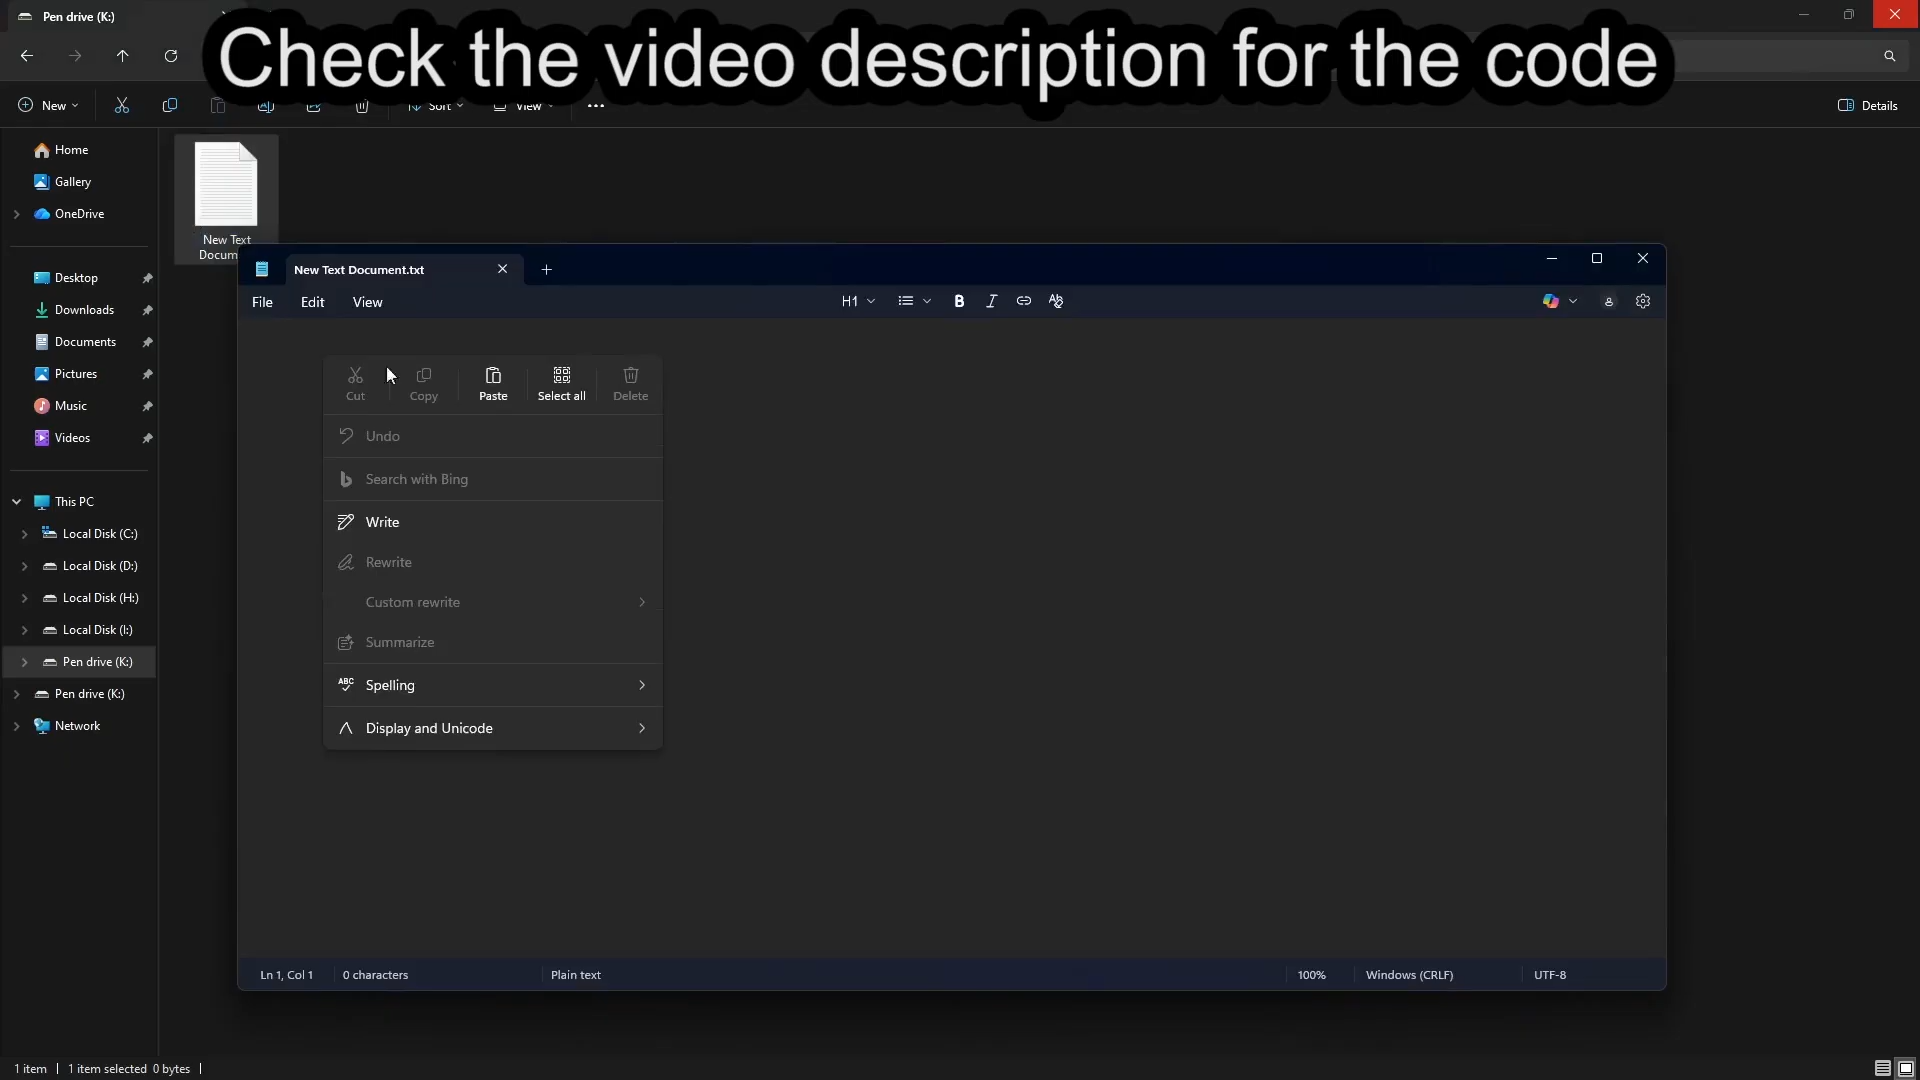 Pen drive (K:)
Check the video description for the code
New
Sort
View
Details
Home
Gallery
OneDrive
Desktop
Downloads
Documents
Pictures
Music
Videos
This PC
Local Disk (C:)
Local Disk (D:)
Local Disk (H:)
Local Disk (I:)
Pen drive (K:)
Pen drive (K:)
Network
New Text
Docum
New Text Document.txt
File Edit View
H1
Cut Copy Paste Select all Delete
Undo
Search with Bing
Write
Rewrite
Custom rewrite
Summarize
ABC Spelling
Display and Unicode
Ln 1, Col 1 0 characters Plain text 100% Windows (CRLF) UTF-8
1 item 1 item selected 0 bytes